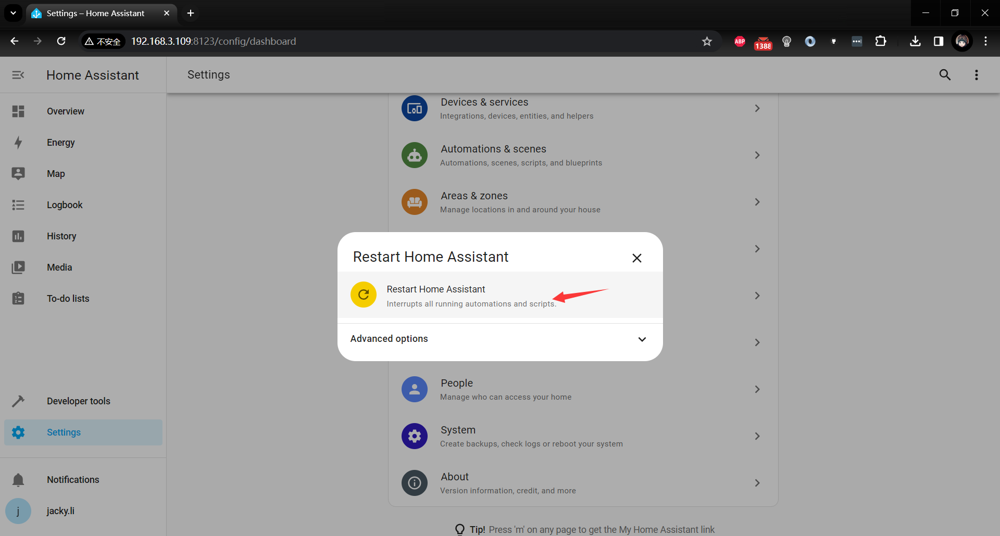 Settings – Home Assistant
不安全
192.168.3.109:8123/config/dashboard
ABP
1388
Home Assistant
Settings
Overview
Energy
Map
Logbook
History
Media
To-do lists
Developer tools
Settings
Notifications
j
jacky.li
Devices & services
Integrations, devices, entities, and helpers
Automations & scenes
Automations, scenes, scripts, and blueprints
Areas & zones
Manage locations in and around your house
Restart Home Assistant
Restart Home Assistant
Interrupts all running automations and scripts.
Advanced options
People
Manage who can access your home
System
Create backups, check logs or reboot your system
About
Version information, credit, and more
Tip! Press 'm' on any page to get the My Home Assistant link